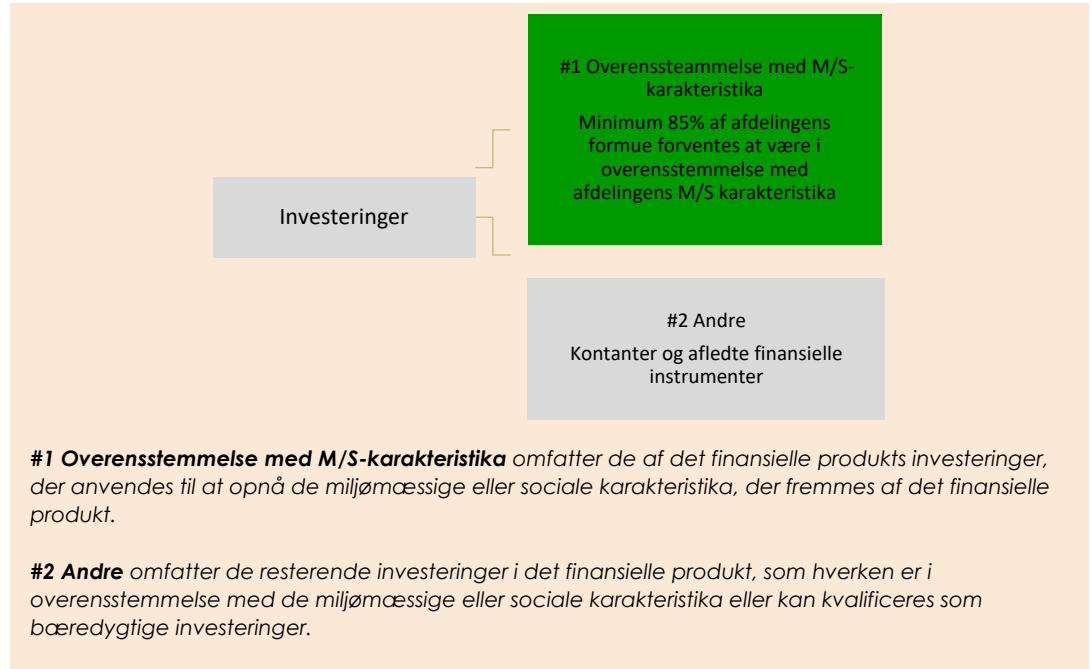 #1 Overenssteammelse med M/S-
karakteristika
Minimum 85% af afdelingens
formue forventes at være i
overensstemmelse med
afdelingens M/S karakteristika
Investeringer
#2 Andre
Kontanter og afledte finansielle
instrumenter
#1 Overensstemmelse med M/S-karakteristika omfatter de af det finansielle produkts investeringer,
der anvendes til at opnå de miljømæssige eller sociale karakteristika, der fremmes af det finansielle
produkt.
#2 Andre omfatter de resterende investeringer i det finansielle produkt, som hverken er i
overensstemmelse med de miljømæssige eller sociale karakteristika eller kan kvalificeres som
bæredygtige investeringer.